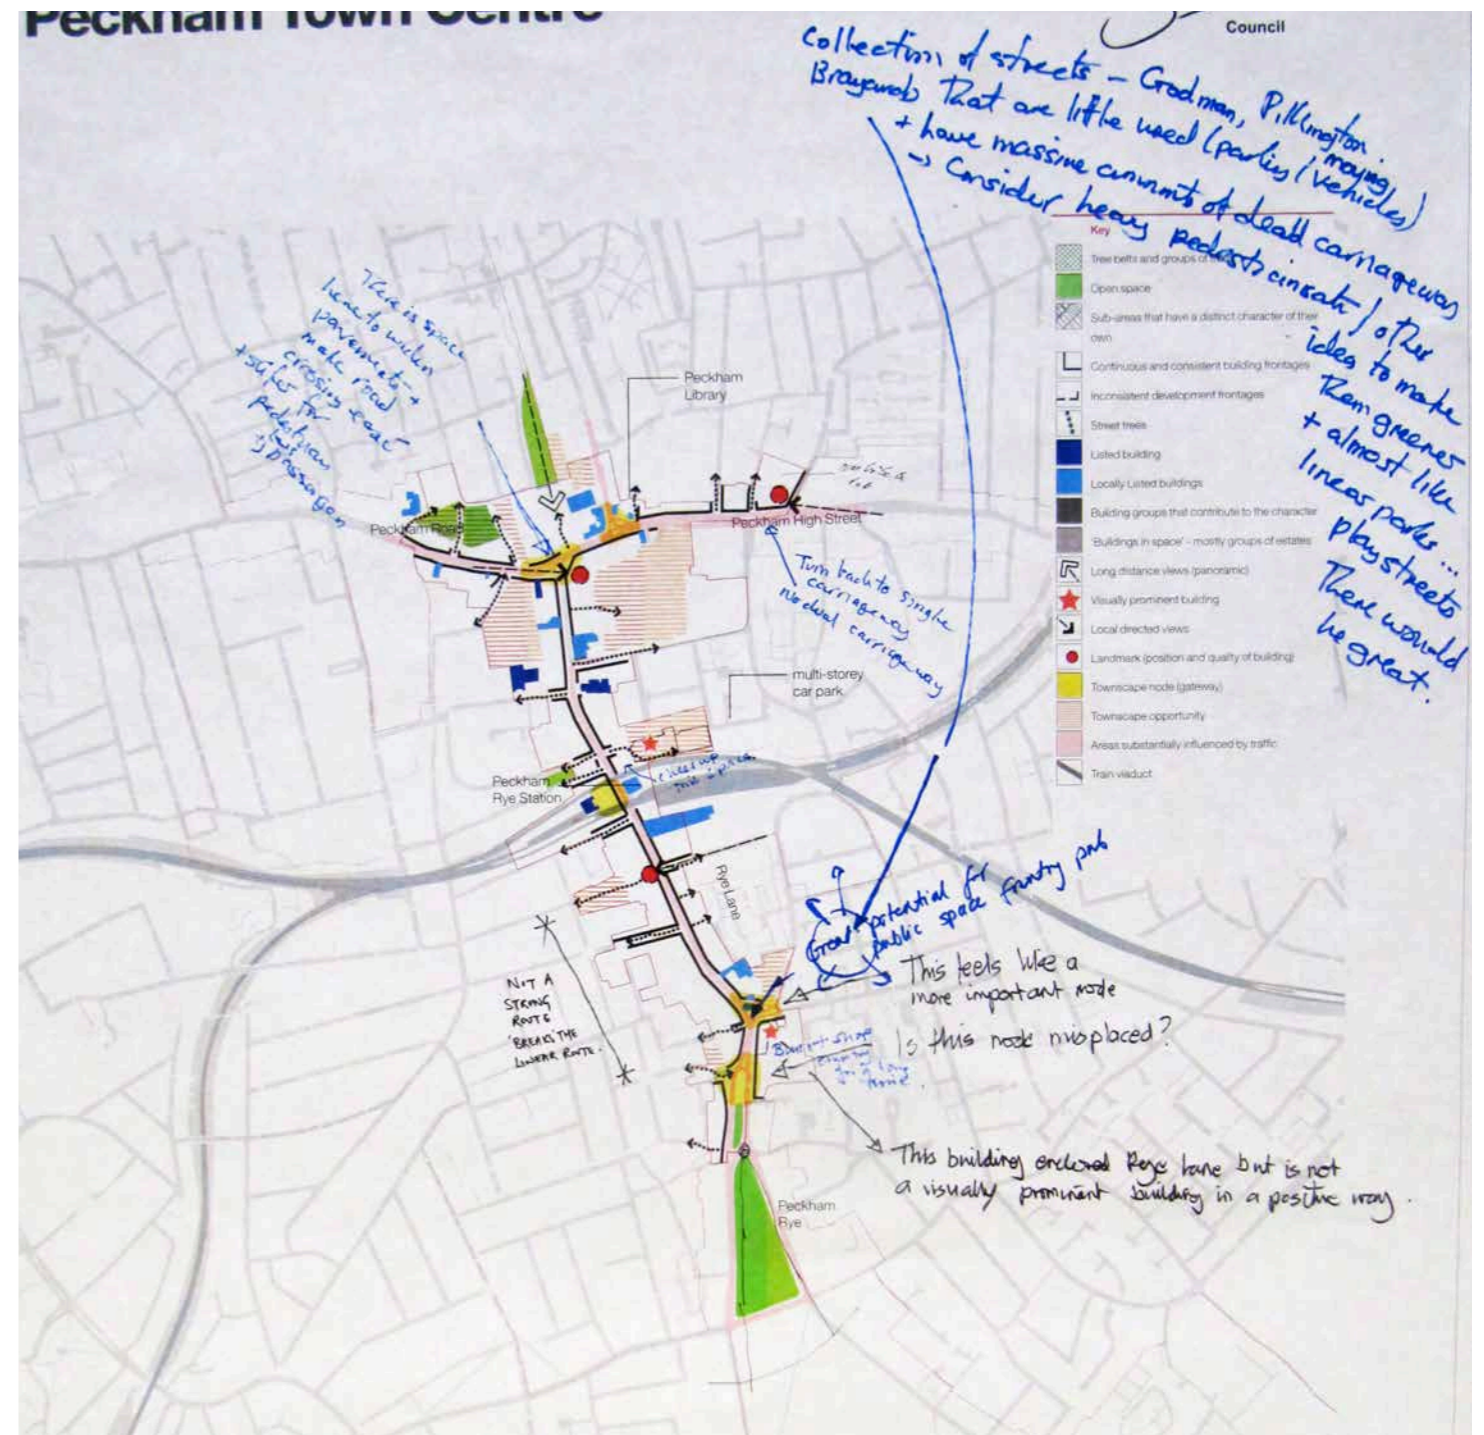 Peckham Town Centre
Council
Collection of streets - Godman, Pilkington.
that are little used (parking / moving
vehicles)
+ have massive amounts of dead carriageway
→ Consider heavy pedestrianisation / other
idea to make
them greener
+ almost like
linear parks...
play streets
There would
be great.
Key
Tree belts and groups of
Open space
Sub-areas that have a distinct character of their
own
Continuous and consistent building frontages
Inconsistent development frontages
Street trees
Listed building
Locally Listed buildings
Building groups that contribute to the character
'Buildings in space' - mostly groups of estates
Long distance views (panoramic)
Visually prominent building
Local directed views
Landmark (position and quality of building)
Townscape node (gateway)
Townscape opportunity
Areas substantially influenced by traffic
Train viaduct
There is space
here to widen
pavements +
make road
crossing easier
for
pedestrian
+
passage
Peckham
Library
Peckham Road
Peckham High Street
Turn back to single
carriageway
no dual carriageway
multi-storey
car park
Peckham
Rye Station
this space
Rye Lane
Great potential for
public space fronting pub
This feels like a
more important node
NOT A
STRONG
ROUTE
'BREAKS THE
LINEAR ROUTE.
Is this node misplaced?
This building enclosed Rye Lane but is not
a visually prominent building in a positive way.
Peckham
Rye